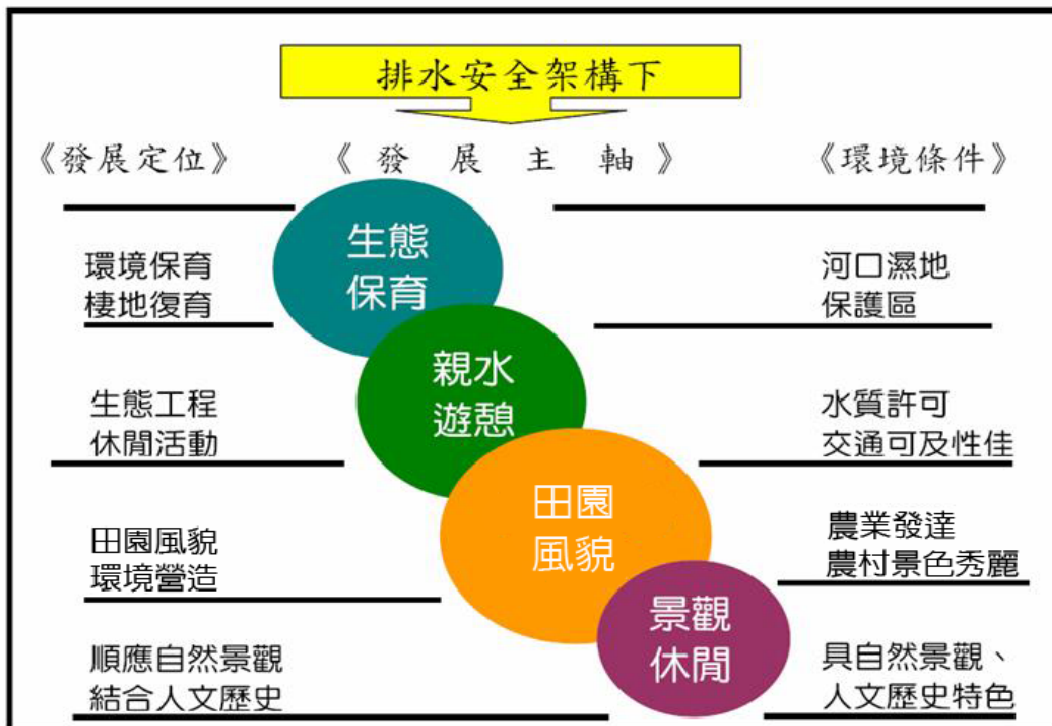 排水安全架構下
《發展定位》 《發展主軸》 《環境條件》
環境保育
棲地復育
生態
保育
河口濕地
保護區
生態工程
休閒活動
親水
遊憩
水質許可
交通可及性佳
田園風貌
環境營造
田園
風貌
農業發達
農村景色秀麗
順應自然景觀
結合人文歷史
景觀
休閒
具自然景觀、
人文歷史特色